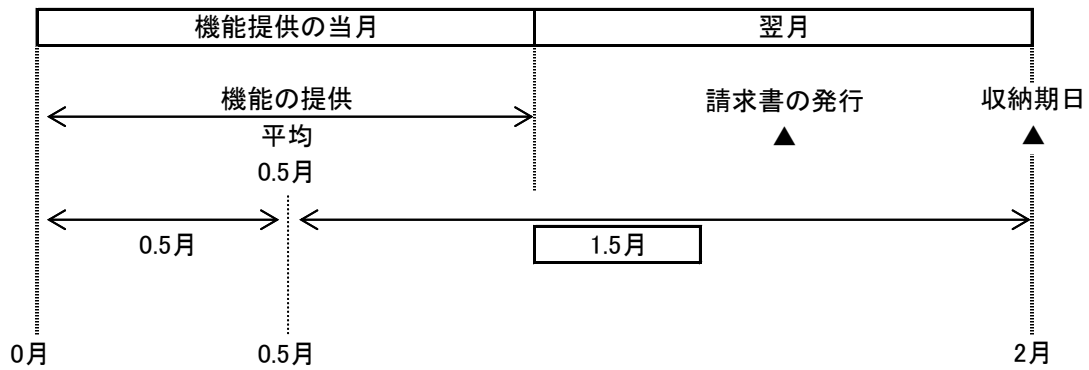 機能提供の当月 翌月
機能の提供 請求書の発行 収納期日
平均 ▲ ▲
0.5月
0.5月 1.5月
0月 0.5月 2月